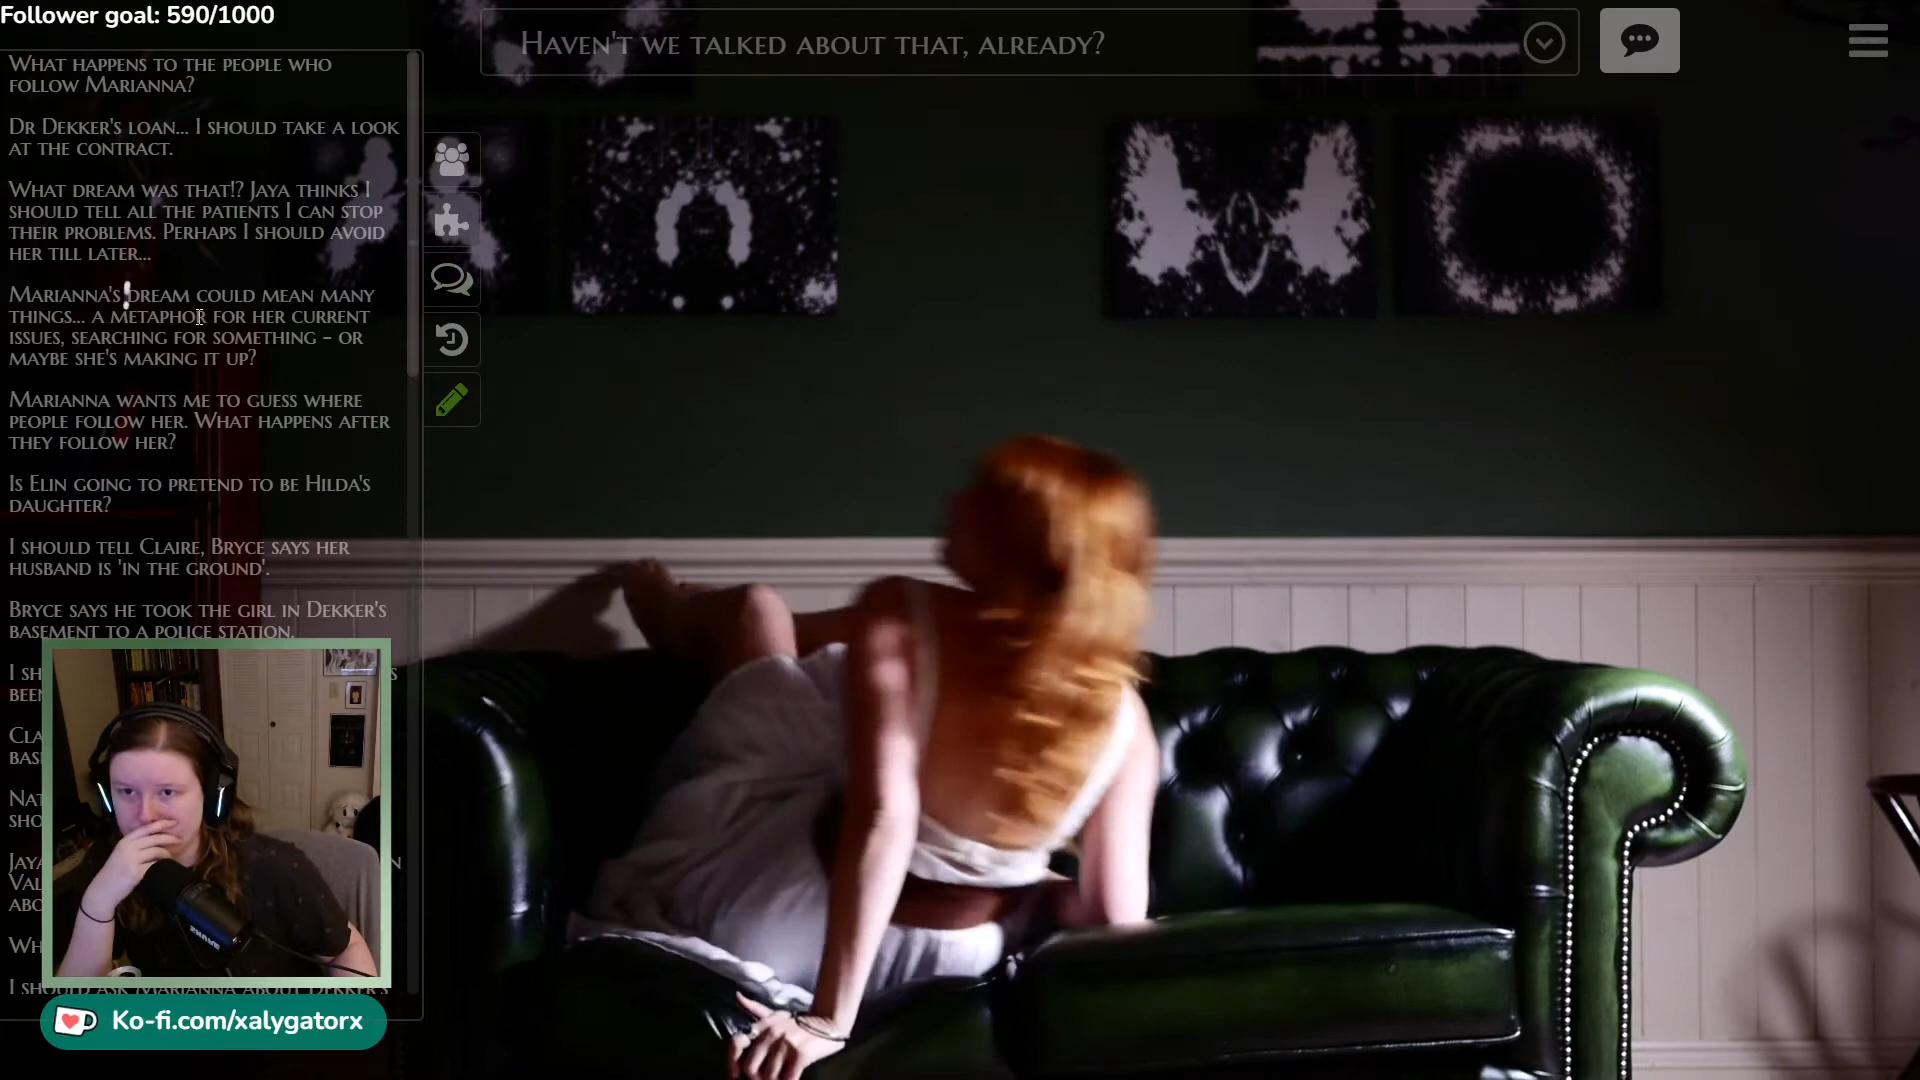 Follower goal: 590/1000
Haven't we talked about that, already?
What happens to the people who
follow Marianna?
Dr Dekker's loan... I should take a look
at the contract.
What dream was that!? Jaya thinks I
should tell all the patients I can stop
their problems. Perhaps I should avoid
her till later...
Marianna's dream could mean many
things... a metaphor for her current
issues, searching for something – or
maybe she's making it up?
Marianna wants me to guess where
people follow her. What happens after
they follow her?
Is Elin going to pretend to be Hilda's
daughter?
I should tell Claire, Bryce says her
husband is 'in the ground'.
Bryce says he took the girl in Dekker's
basement to a police station.
I should ask Marianna about Dekker's
Ko-fi.com/xalygatorx